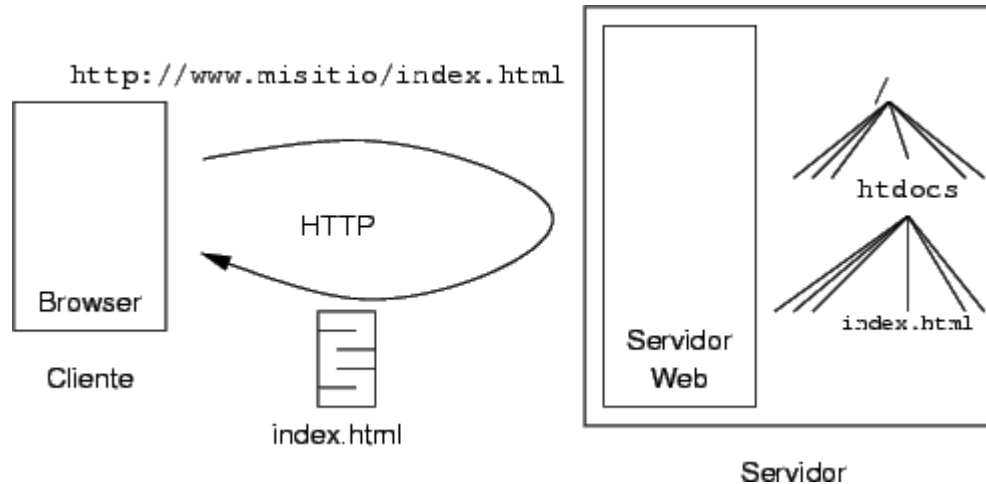 http://www.misitio/index.html
/
htdocs
HTTP
Browser
index.html
Servidor
Web
Cliente
index.html
Servidor